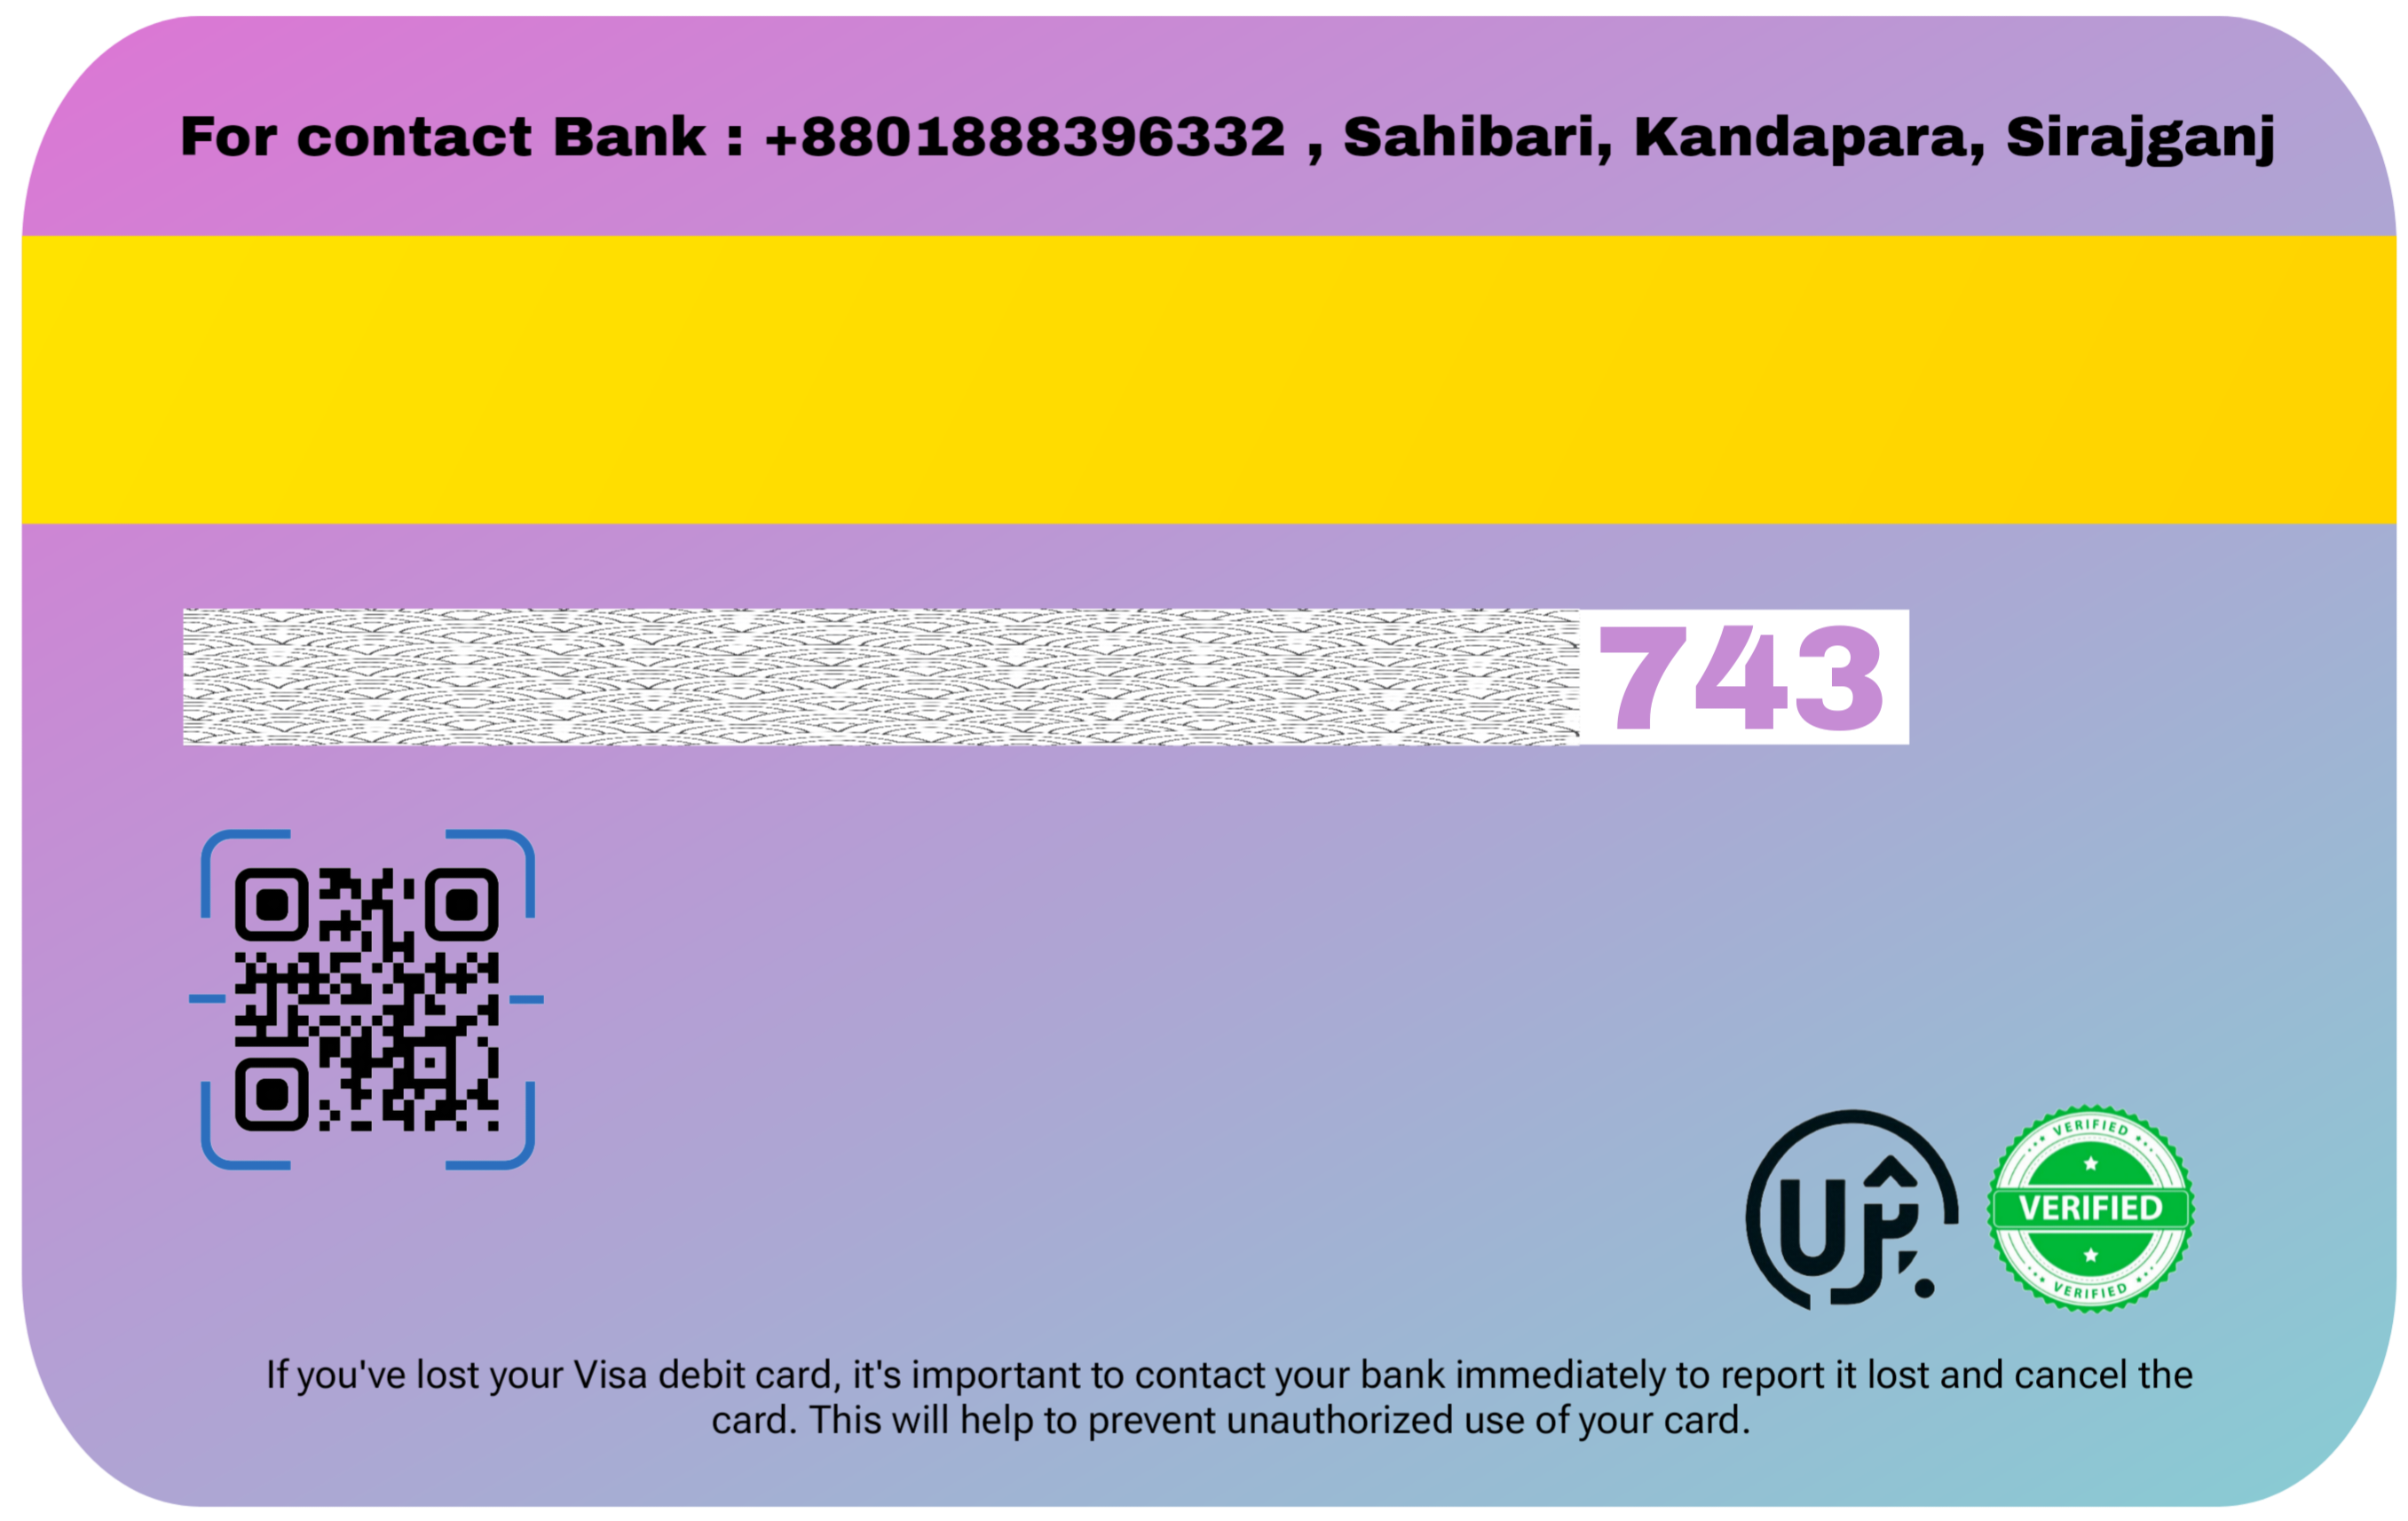 For contact Bank : +8801888396332 , Sahibari, Kandapara, Sirajganj
743
VERIFIED
VERIFIED
VERIFIED
If you've lost your Visa debit card, it's important to contact your bank immediately to report it lost and cancel the
card. This will help to prevent unauthorized use of your card.